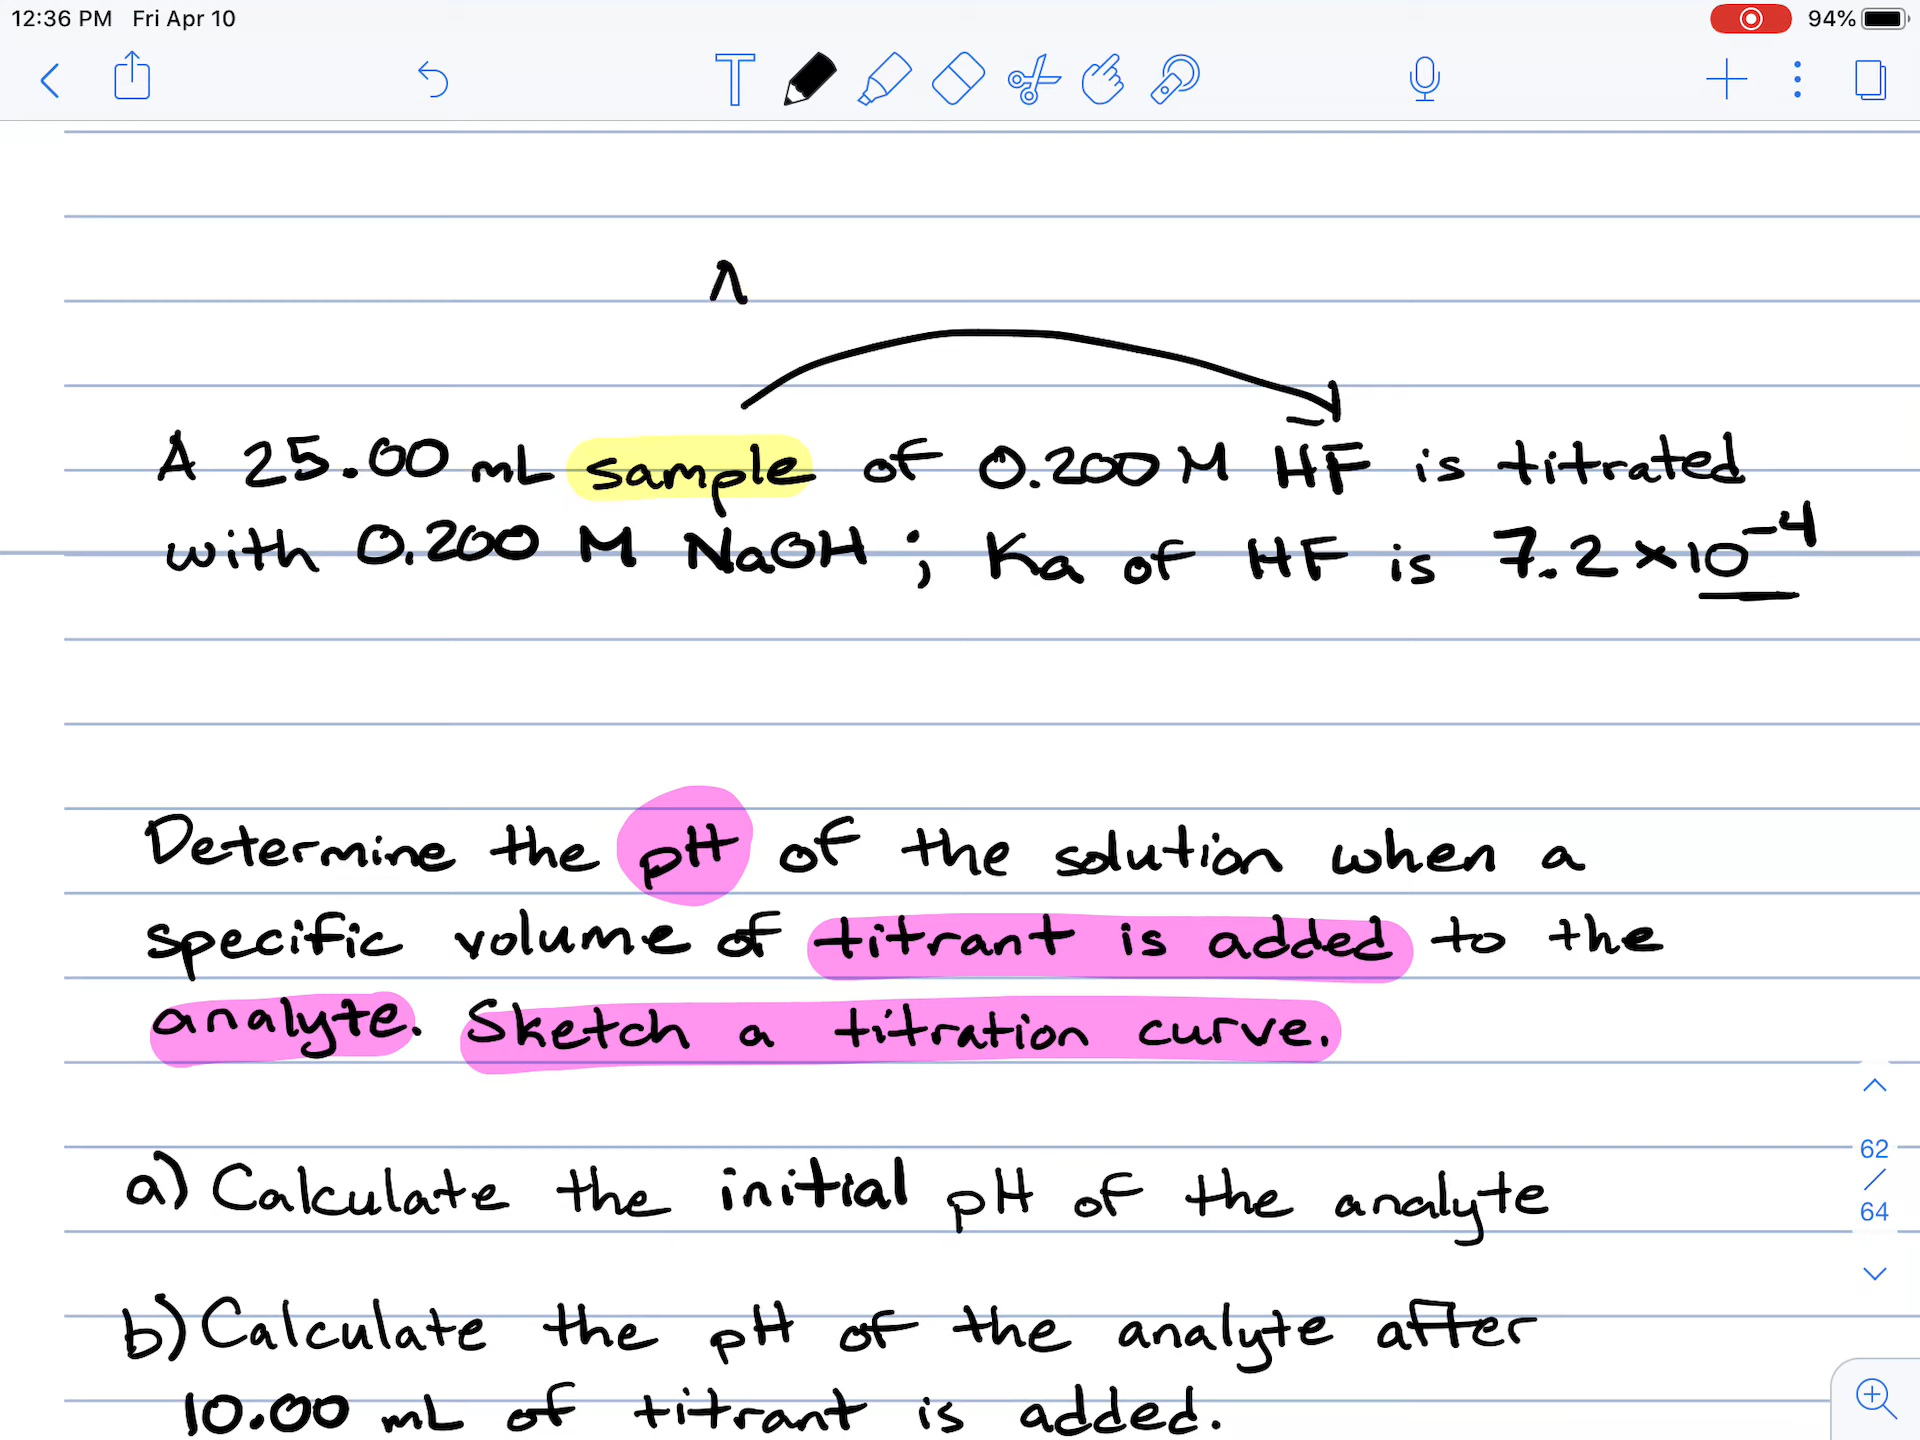 12:36 PM Fri Apr 10 94%
T
A 25.00 mL sample of 0.200 M HF is titrated
with 0.200 M NaOH ; Ka of HF is 7.2 × 10⁻⁴
Determine the pH of the solution when a
specific volume of titrant is added to the
analyte. Sketch a titration curve.
62
/
64
a) Calculate the initial pH of the analyte
b) Calculate the pH of the analyte after
10.00 mL of titrant is added.